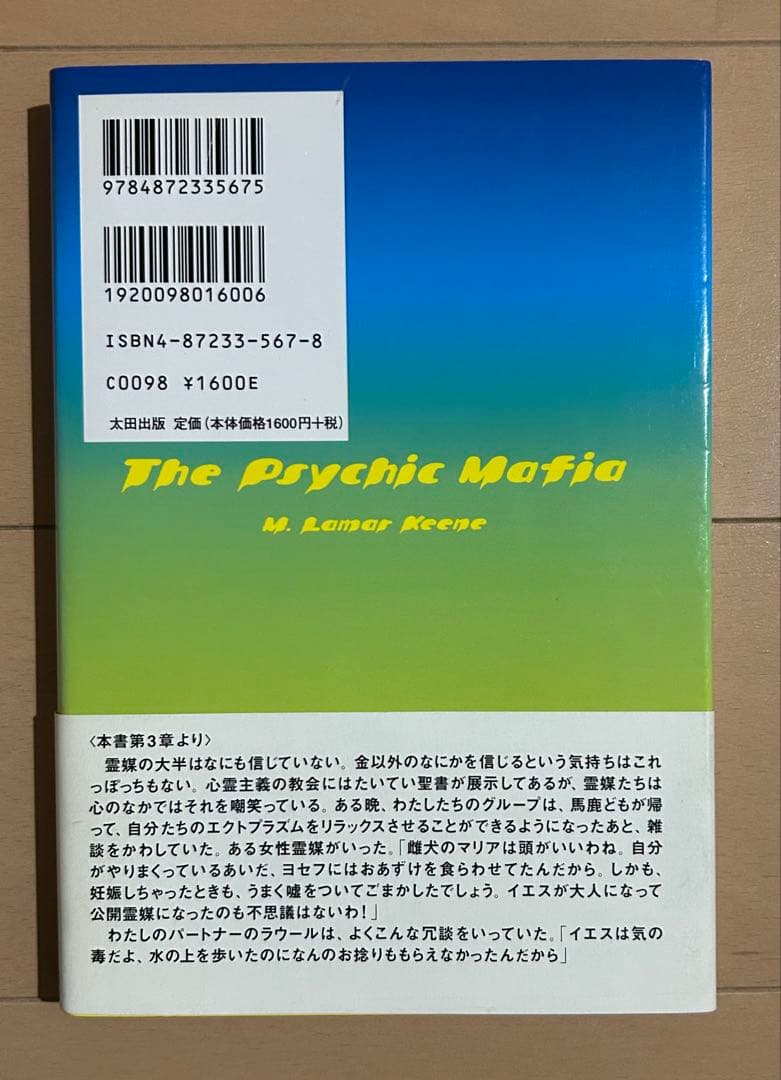 9784872335675
1920098016006
ISBN4-87233-567-8
C0098 ¥1600E
太田出版 定価(本体価格1600円+税)
The Psychic Mafia
M. Lamar Keene
〈本書第3章より〉
霊媒の大半はなにも信じていない。金以外のなにかを信じるという気持ちはこれ
っぽっちもない。心霊主義の教会にはたいてい聖書が展示してあるが、霊媒たちは
心のなかではそれを嘲笑っている。ある晩、わたしたちのグループは、馬鹿どもが帰
って、自分たちのエクトプラズムをリラックスさせることができるようになったあと、雑
談をかわしていた。ある女性霊媒がいった。「雌犬のマリアは頭がいいわね。自分
がやりまくっているあいだ、ヨセフにはおあずけを食らわせてたんだから。しかも、
妊娠しちゃったときも、うまく嘘をついてごまかしたでしょう。イエスが大人になって
公開霊媒になったのも不思議はないわ!」
わたしのパートナーのラウールは、よくこんな冗談をいっていた。「イエスは気の
毒だよ、水の上を歩いたのになんのお捻りももらえなかったんだから」